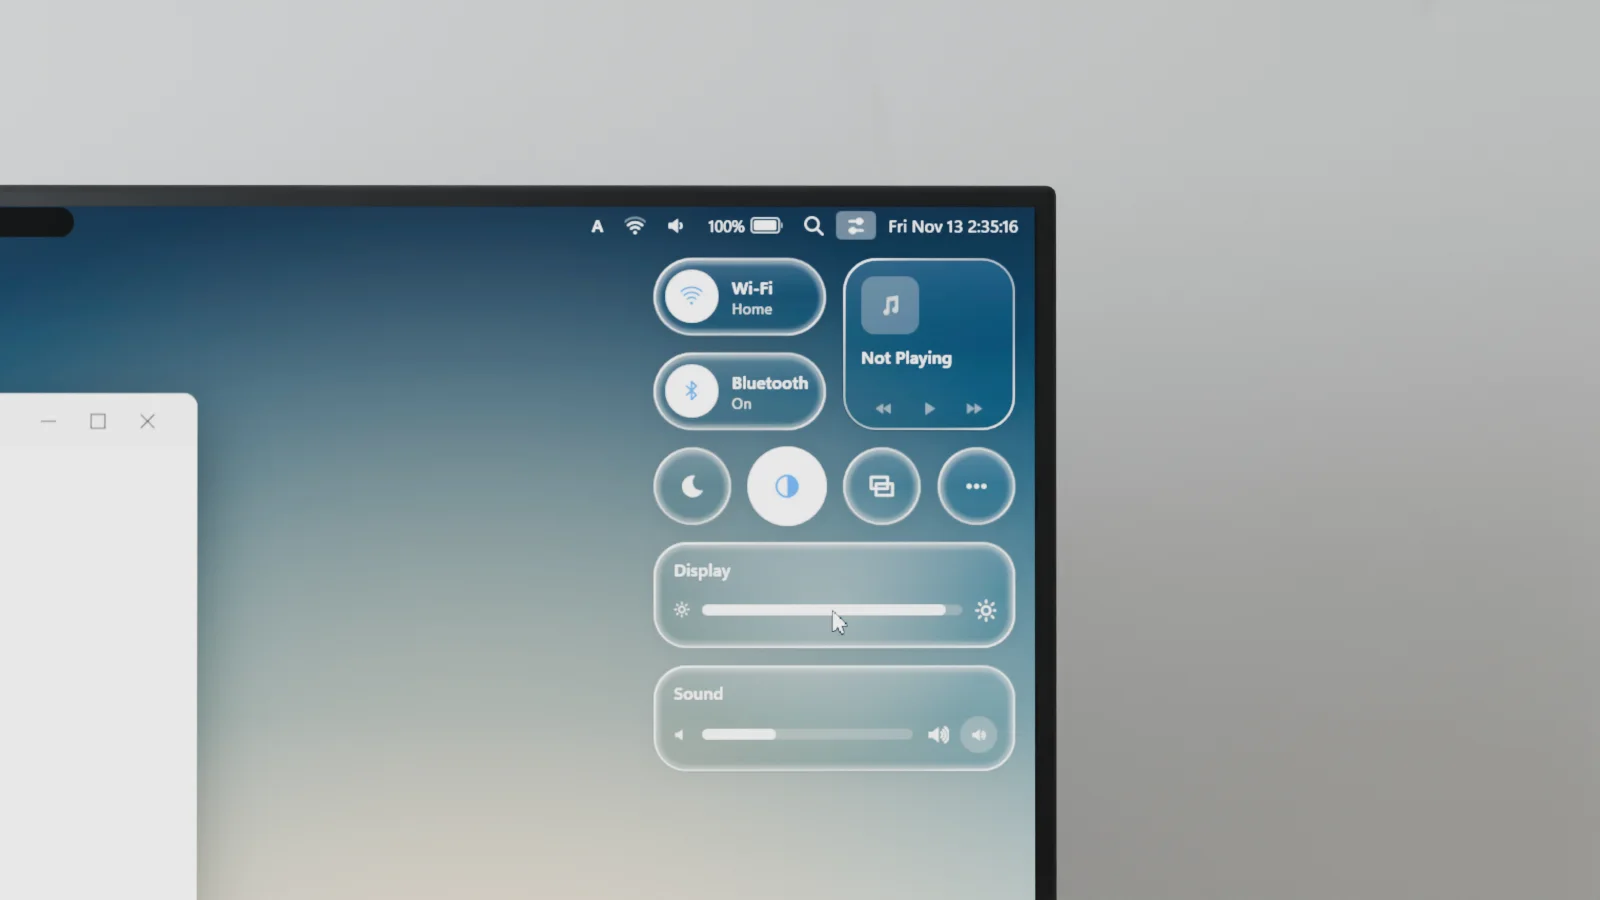 A 100% Fri Nov 13 2:35:16
Wi-Fi
Home
Bluetooth
On
Not Playing
Display
Sound